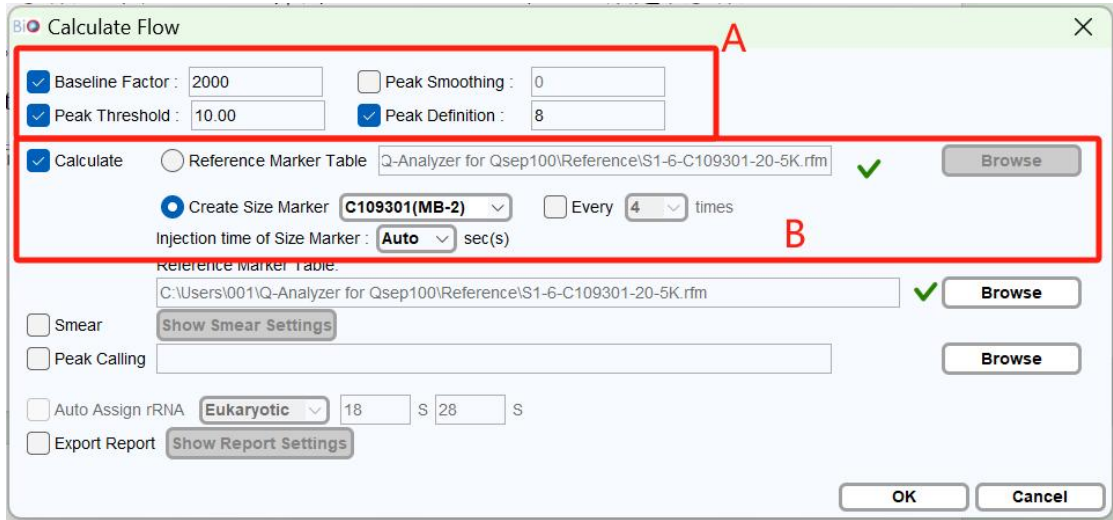 BiO Calculate Flow
A
Baseline Factor : 2000 Peak Smoothing : 0
Peak Threshold : 10.00 Peak Definition : 8
Calculate Reference Marker Table Q-Analyzer for Qsep100\Reference\S1-6-C109301-20-5K.rfm Browse
Create Size Marker C109301(MB-2) Every 4 times
B
Injection time of Size Marker : Auto sec(s)
Reference Marker Table:
C:\Users\001\Q-Analyzer for Qsep100\Reference\S1-6-C109301-20-5K.rfm Browse
Smear Show Smear Settings
Peak Calling Browse
Auto Assign rRNA Eukaryotic 18 S 28 S
Export Report Show Report Settings
OK Cancel